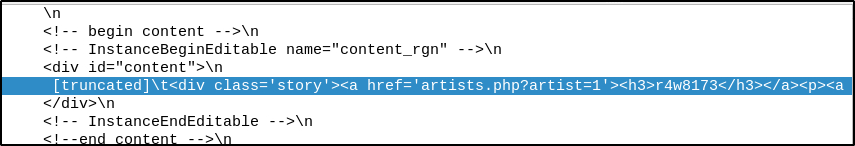 \n
<!-- begin content -->\n
<!-- InstanceBeginEditable name="content_rgn" -->\n
<div id="content">\n
[truncated]\t<div class='story'><a href='artists.php?artist=1'><h3>r4w8173</h3></a><p><a
</div>\n
<!-- InstanceEndEditable -->\n
<!--end content -->\n